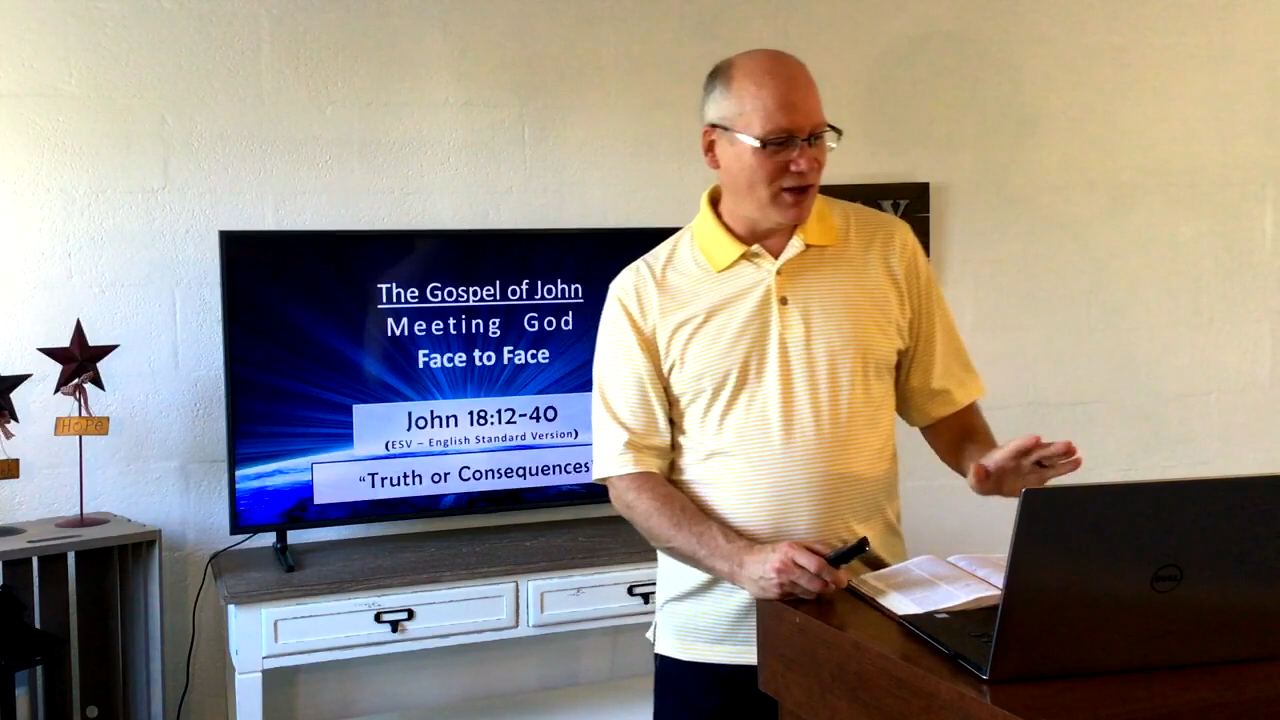 The Gospel of John
Meeting God
Face to Face
John 18:12-40
(ESV – English Standard Version)
"Truth or Consequences"
HOPE
DELL